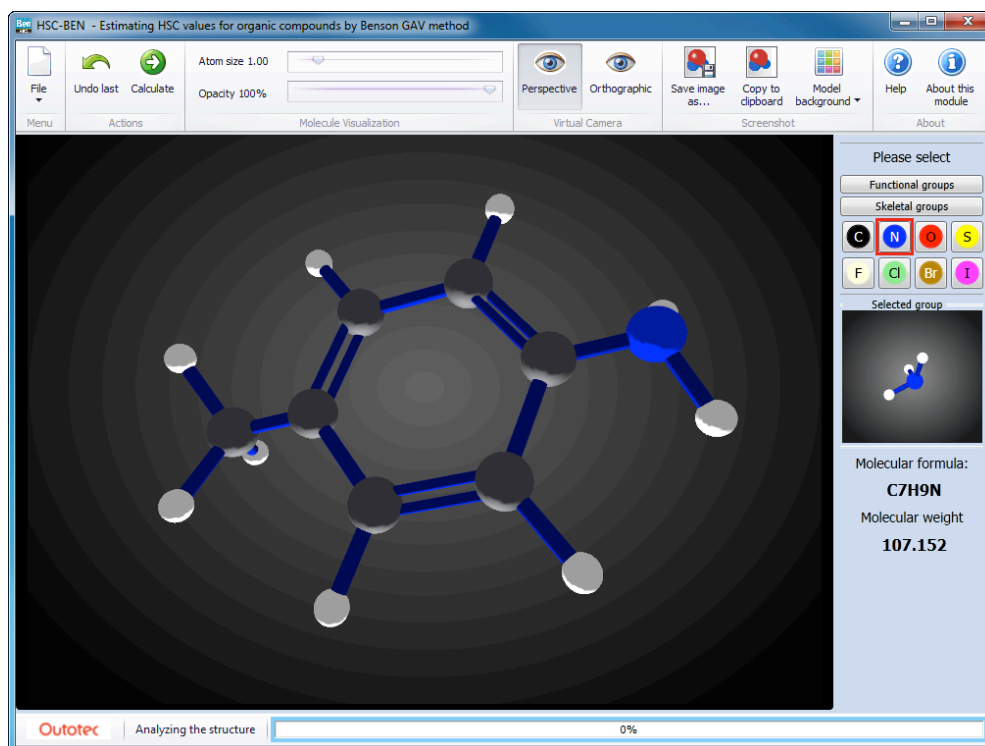 Ben HSC-BEN - Estimating HSC values for organic compounds by Benson GAV method
File
Undo last
Calculate
Atom size 1.00
Opacity 100%
Perspective
Orthographic
Save image as...
Copy to clipboard
Model background
Help
About this module
Menu
Actions
Molecule Visualization
Virtual Camera
Screenshot
About
Please select
Functional groups
Skeletal groups
C N O S
F Cl Br I
Selected group
Molecular formula:
C7H9N
Molecular weight
107.152
Outotec
Analyzing the structure
0%